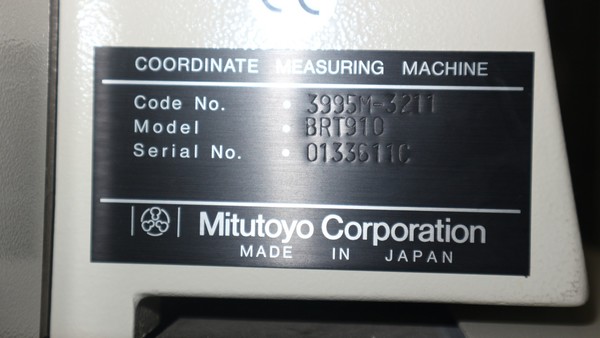 COORDINATE MEASURING MACHINE
Code No. • 3995M-3211
Model • BRT910
Serial No. • 0133611C
Mitutoyo Corporation
MADE IN JAPAN